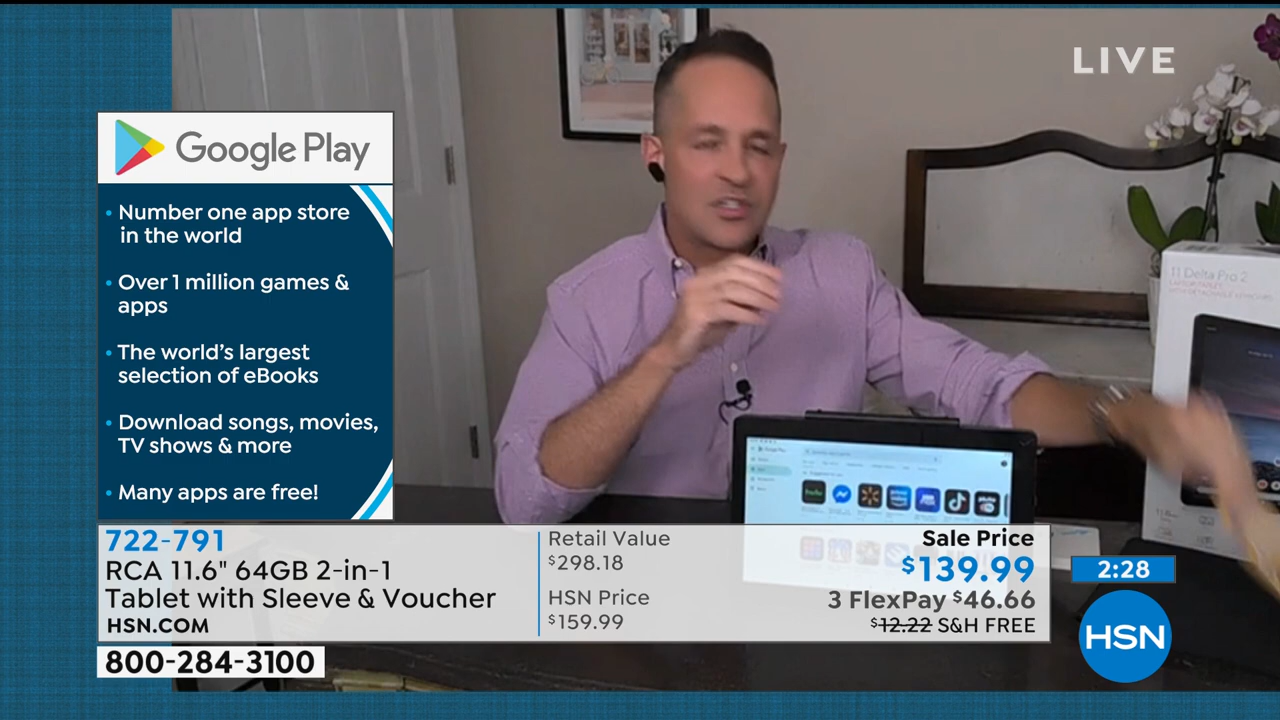 LIVE
Google Play
• Number one app store
in the world
• Over 1 million games &
apps
• The world's largest
selection of eBooks
• Download songs, movies,
TV shows & more
• Many apps are free!
11 Delta Pro 2
Google Play
hulu
722-791
RCA 11.6" 64GB 2-in-1
Tablet with Sleeve & Voucher
HSN.COM
Retail Value
$298.18
HSN Price
$159.99
Sale Price
$139.99
3 FlexPay $46.66
$12.22 S&H FREE
2:28
HSN
800-284-3100